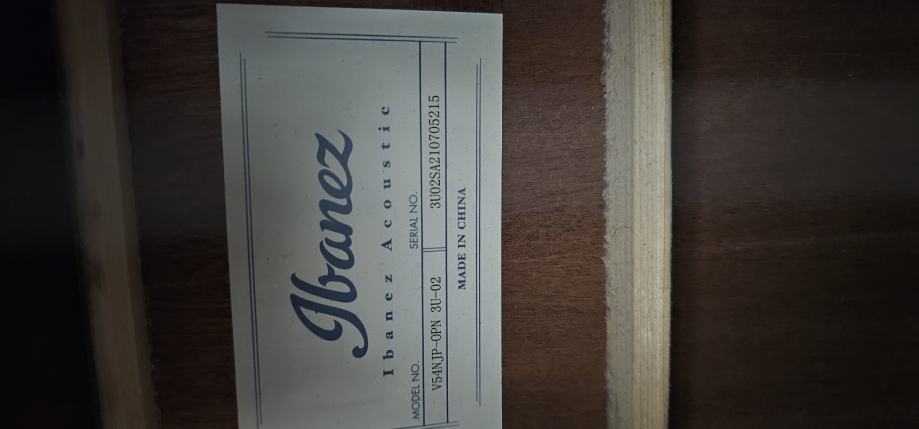 Ibanez
Ibanez Acoustic
MODEL NO. SERIAL NO.
V54NJP-OPN 3U-02 3U02SA210705215
MADE IN CHINA